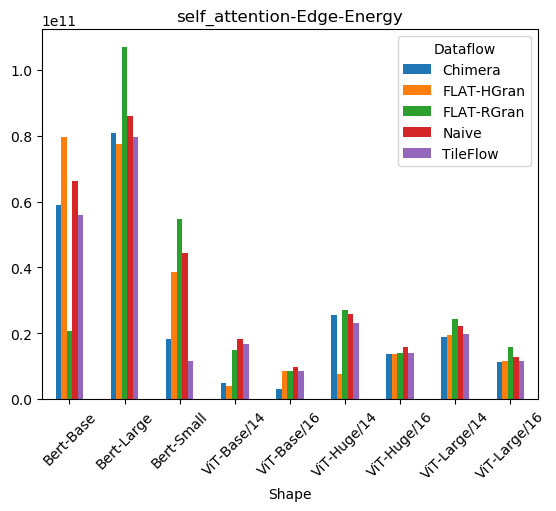 self_attention-Edge-Energy
1e11
1.0
0.8
0.6
0.4
0.2
0.0
Dataflow
Chimera
FLAT-HGran
FLAT-RGran
Naive
TileFlow
Bert-Base
Bert-Large
Bert-Small
ViT-Base/14
ViT-Base/16
ViT-Huge/14
ViT-Huge/16
ViT-Large/14
ViT-Large/16
Shape